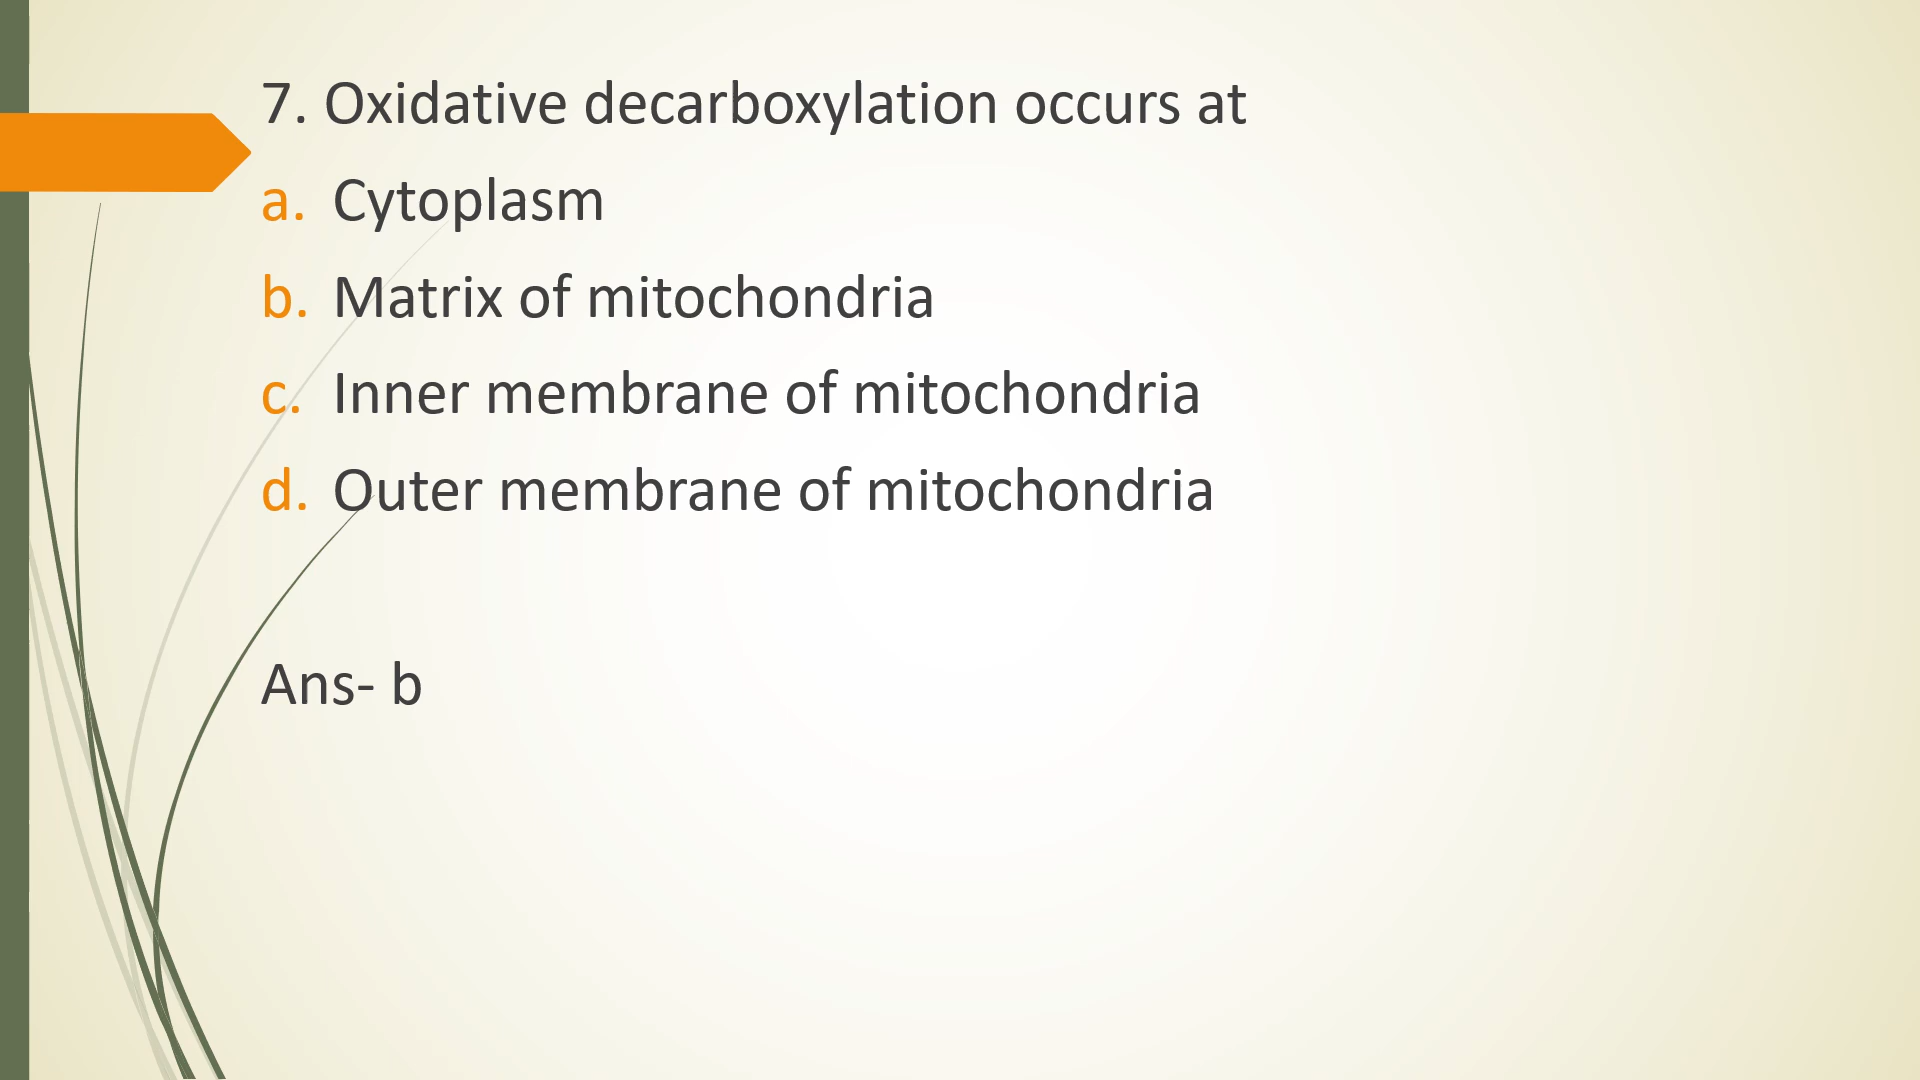 7. Oxidative decarboxylation occurs at
a. Cytoplasm
b. Matrix of mitochondria
c. Inner membrane of mitochondria
d. Outer membrane of mitochondria
Ans- b